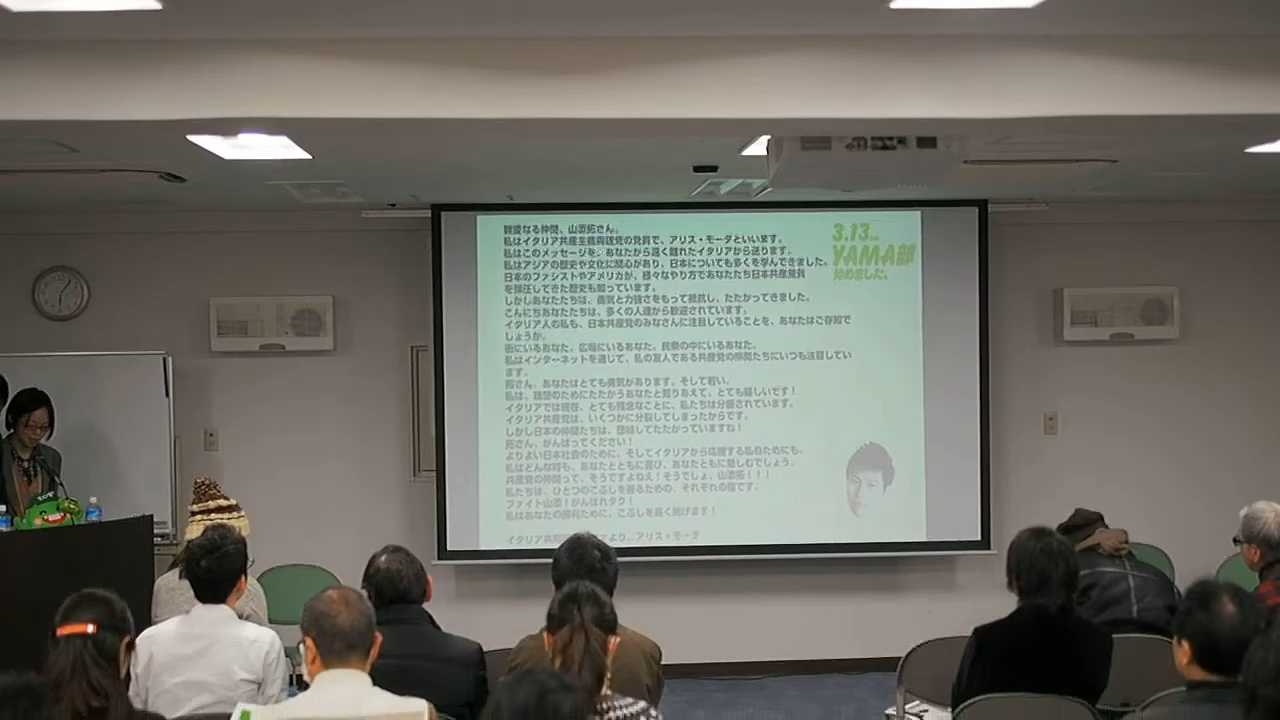 親愛なる仲間、山添拓さん。
私はイタリア共産主義再建党の党員で、アリス・モーダといいます。
私はこのメッセージを、あなたから遠く離れたイタリアから送ります。
私はアジアの歴史や文化に関心があり、日本についても多くを学んできました。
日本のファシストやアメリカが、様々なやり方であなたたち日本共産党員
を弾圧してきた歴史も知っています。
しかしあなたたちは、勇気と力強さをもって抵抗し、たたかってきました。
こんにちあなたたちは、多くの人達から歓迎されています。
イタリア人の私も、日本共産党のみなさんに注目していることを、あなたはご存知で
しょうか。
街にいるあなた、広場にいるあなた、民衆の中にいるあなた。
私はインターネットを通じて、私の友人である共産党の仲間たちにいつも注目してい
ます。
拓さん、あなたはとても勇気があります。そして若い。
私は、理想のためにたたかうあなたと知りあえて、とても嬉しいです！
イタリアでは現在、とても残念なことに、私たちは分断されています。
イタリア共産党は、いくつかに分裂してしまったからです。
しかし日本の仲間たちは、団結してたたかっていますね！
拓さん、がんばってください！
よりよい日本社会のために、そしてイタリアから応援する私のためにも。
私はどんな時も、あなたとともに喜び、あなたともに悲しむでしょう。
共産党の仲間って、そうですよねえ！そうでしょ、山添拓！！！
私たちは、ひとつのこぶしを握るための、それぞれの指です。
ファイト山添！がんばれタク！
私はあなたの勝利ために、こぶしを高く掲げます！
イタリア共産 より...アリス・モーダ
3.13
YAMA部
始めました。